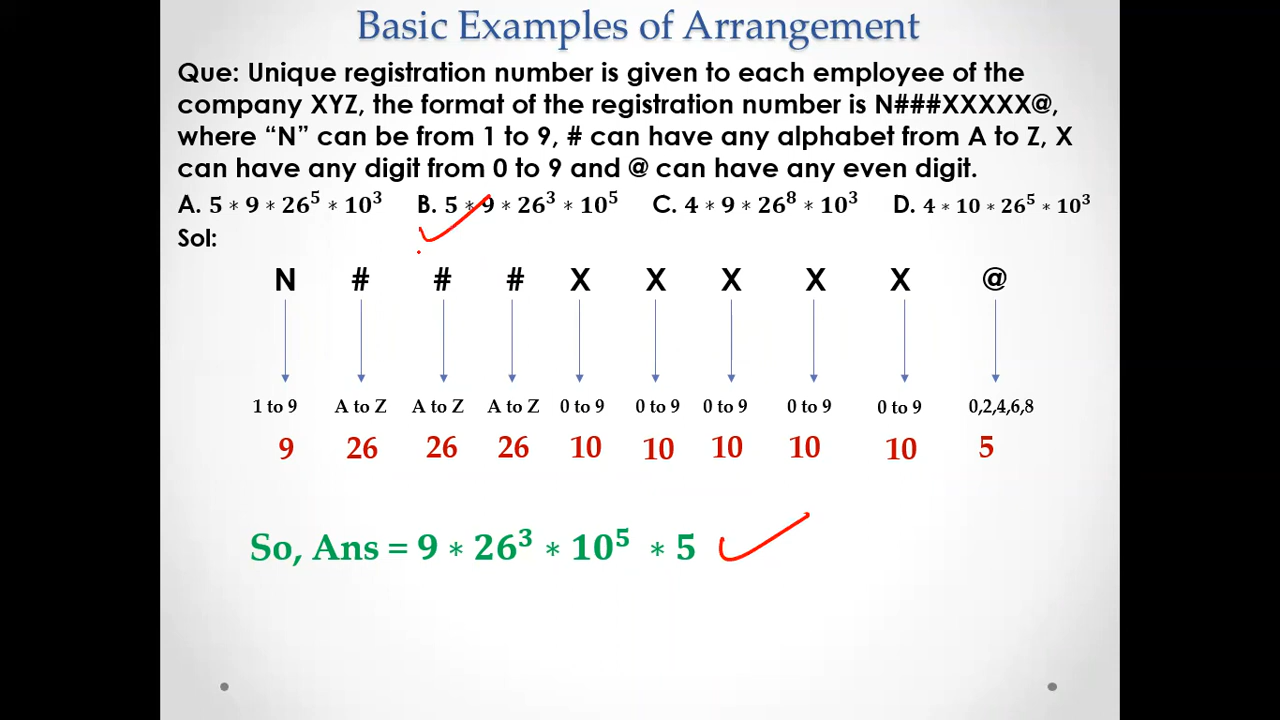 Basic Examples of Arrangement
Que: Unique registration number is given to each employee of the
company XYZ, the format of the registration number is N###XXXXX@,
where “N” can be from 1 to 9, # can have any alphabet from A to Z, X
can have any digit from 0 to 9 and @ can have any even digit.
A. 5 ∗ 9 ∗ 26⁵ ∗ 10³ B. 5 ∗ 9 ∗ 26³ ∗ 10⁵ C. 4 ∗ 9 ∗ 26⁸ ∗ 10³ D. 4 ∗ 10 ∗ 26⁵ ∗ 10³
Sol:
N # # # X X X X X @
1 to 9 A to Z A to Z A to Z 0 to 9 0 to 9 0 to 9 0 to 9 0 to 9 0,2,4,6,8
9 26 26 26 10 10 10 10 10 5
So, Ans = 9 ∗ 26³ ∗ 10⁵ ∗ 5